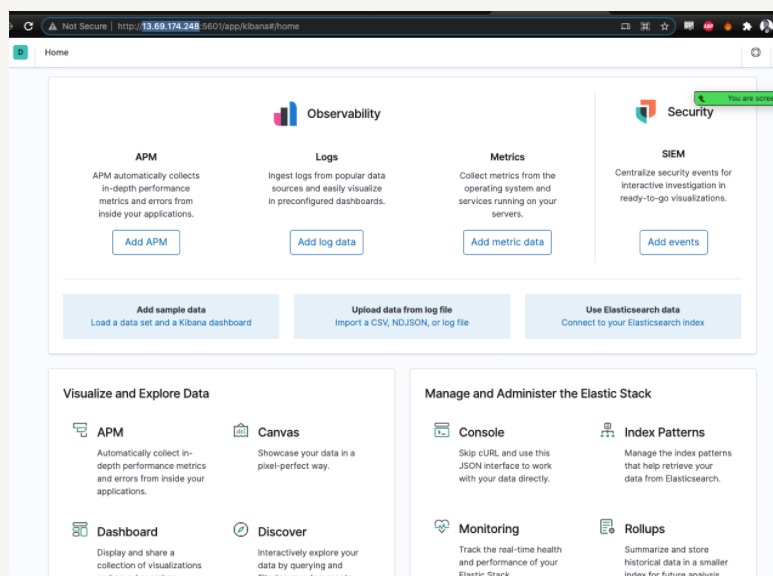 Not Secure | http://13.69.174.248:5601/app/kibana#/home
D Home
You are scree
Observability
Security
APM
APM automatically collects
in-depth performance
metrics and errors from
inside your applications.
Add APM
Logs
Ingest logs from popular data
sources and easily visualize
in preconfigured dashboards.
Add log data
Metrics
Collect metrics from the
operating system and
services running on your
servers.
Add metric data
SIEM
Centralize security events for
interactive investigation in
ready-to-go visualizations.
Add events
Add sample data
Load a data set and a Kibana dashboard
Upload data from log file
Import a CSV, NDJSON, or log file
Use Elasticsearch data
Connect to your Elasticsearch index
Visualize and Explore Data
APM
Automatically collect in-
depth performance metrics
and errors from inside your
applications.
Canvas
Showcase your data in a
pixel-perfect way.
Dashboard
Display and share a
collection of visualizations
Discover
Interactively explore your
data by querying and
Manage and Administer the Elastic Stack
Console
Skip cURL and use this
JSON interface to work
with your data directly.
Index Patterns
Manage the index patterns
that help retrieve your
data from Elasticsearch.
Monitoring
Track the real-time health
and performance of your
Elastic Stack.
Rollups
Summarize and store
historical data in a smaller
index for future analysis.